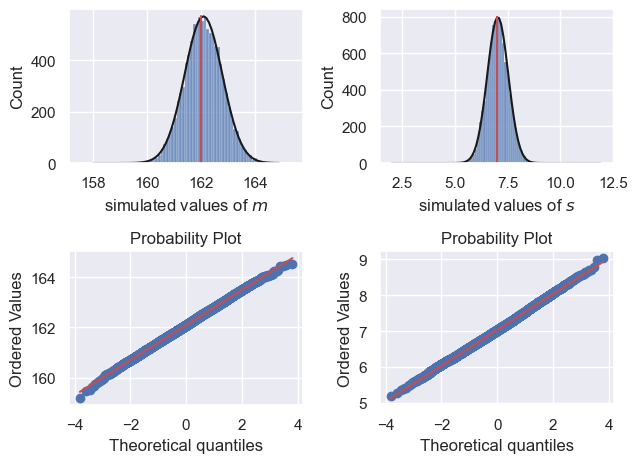 Count
400
200
0
158 160 162 164
simulated values of m
Count
800
600
400
200
0
2.5 5.0 7.5 10.0 12.5
simulated values of s
Probability Plot
Ordered Values
164
162
160
−4 −2 0 2 4
Theoretical quantiles
Probability Plot
Ordered Values
9
8
7
6
5
−4 −2 0 2 4
Theoretical quantiles